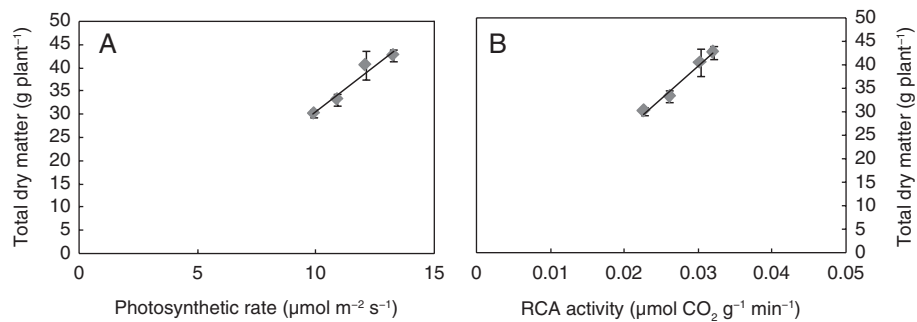 A
Total dry matter (g plant⁻¹)
50
45
40
35
30
25
20
15
10
5
0
0 5 10 15
Photosynthetic rate (µmol m⁻² s⁻¹)
B
50
45
40
35
30
25
20
15
10
5
0
Total dry matter (g plant⁻¹)
0 0.01 0.02 0.03 0.04 0.05
RCA activity (µmol CO₂ g⁻¹ min⁻¹)